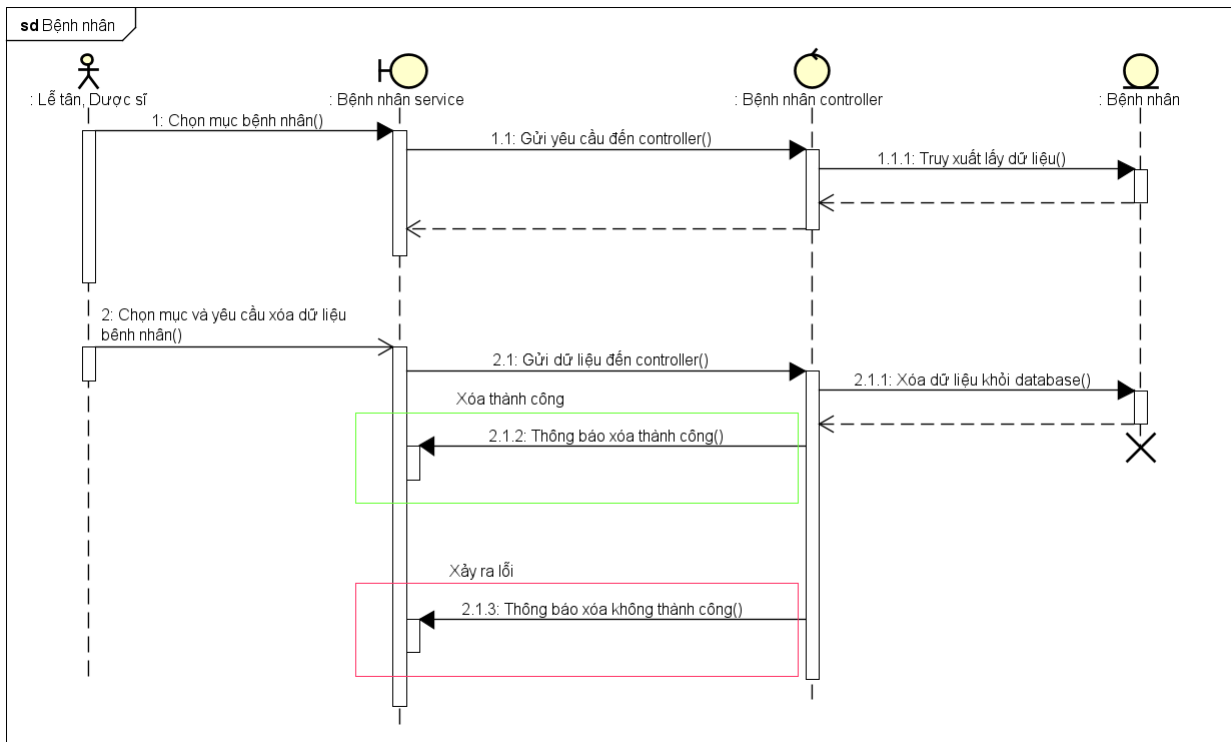 sd Bệnh nhân
: Lễ tân, Dược sĩ
: Bệnh nhân service
: Bệnh nhân controller
: Bệnh nhân
1: Chọn mục bệnh nhân()
1.1: Gửi yêu cầu đến controller()
1.1.1: Truy xuất lấy dữ liệu()
2: Chọn mục và yêu cầu xóa dữ liệu
bênh nhân()
2.1: Gửi dữ liệu đến controller()
2.1.1: Xóa dữ liệu khỏi database()
Xóa thành công
2.1.2: Thông báo xóa thành công()
Xảy ra lỗi
2.1.3: Thông báo xóa không thành công()